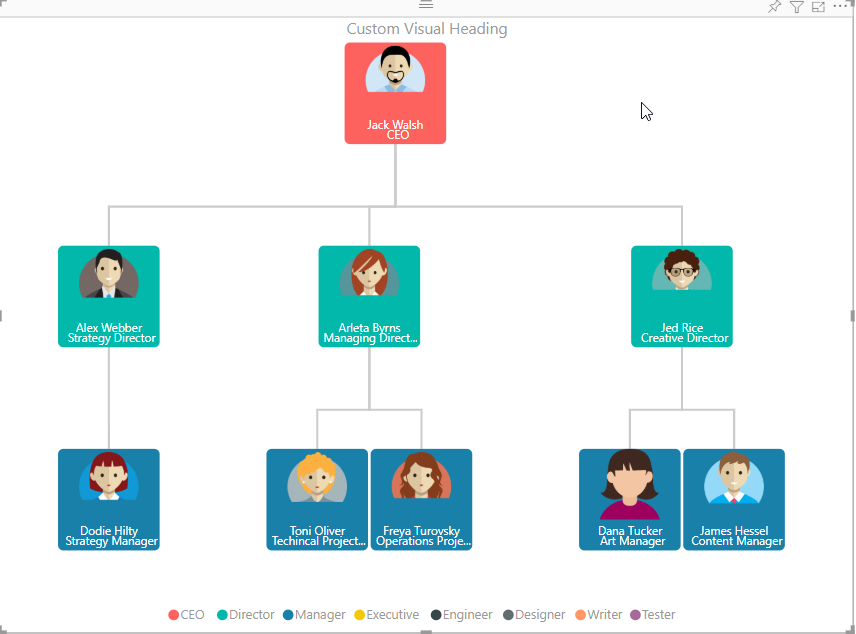 Custom Visual Heading
Jack Walsh
CEO
Alex Webber
Strategy Director
Arleta Byrns
Managing Direct...
Jed Rice
Creative Director
Dodie Hilty
Strategy Manager
Toni Oliver
Techincal Project...
Freya Turovsky
Operations Proje...
Dana Tucker
Art Manager
James Hessel
Content Manager
CEO Director Manager Executive Engineer Designer Writer Tester